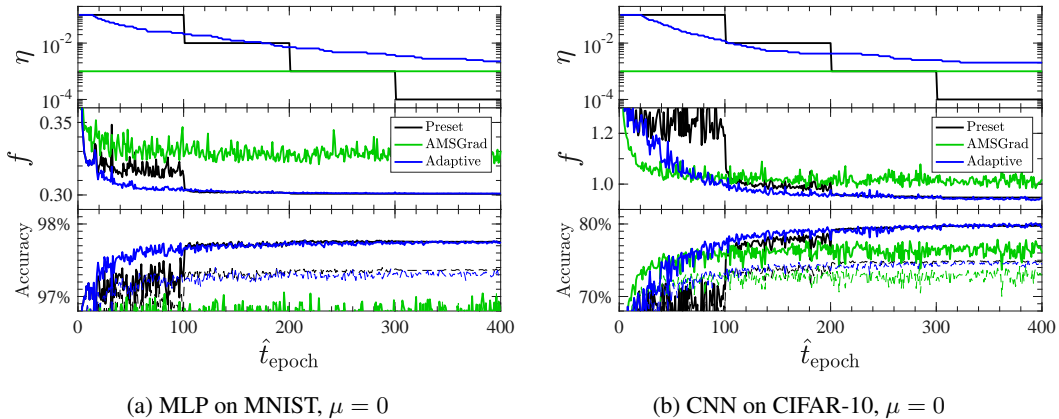 η
10⁻²
10⁻⁴
f
0.35
0.30
Preset
AMSGrad
Adaptive
Accuracy
98%
97%
0 100 200 300 400
t̂epoch
(a) MLP on MNIST, μ = 0
η
10⁻²
10⁻⁴
f
1.2
1.0
Preset
AMSGrad
Adaptive
Accuracy
80%
70%
0 100 200 300 400
t̂epoch
(b) CNN on CIFAR-10, μ = 0